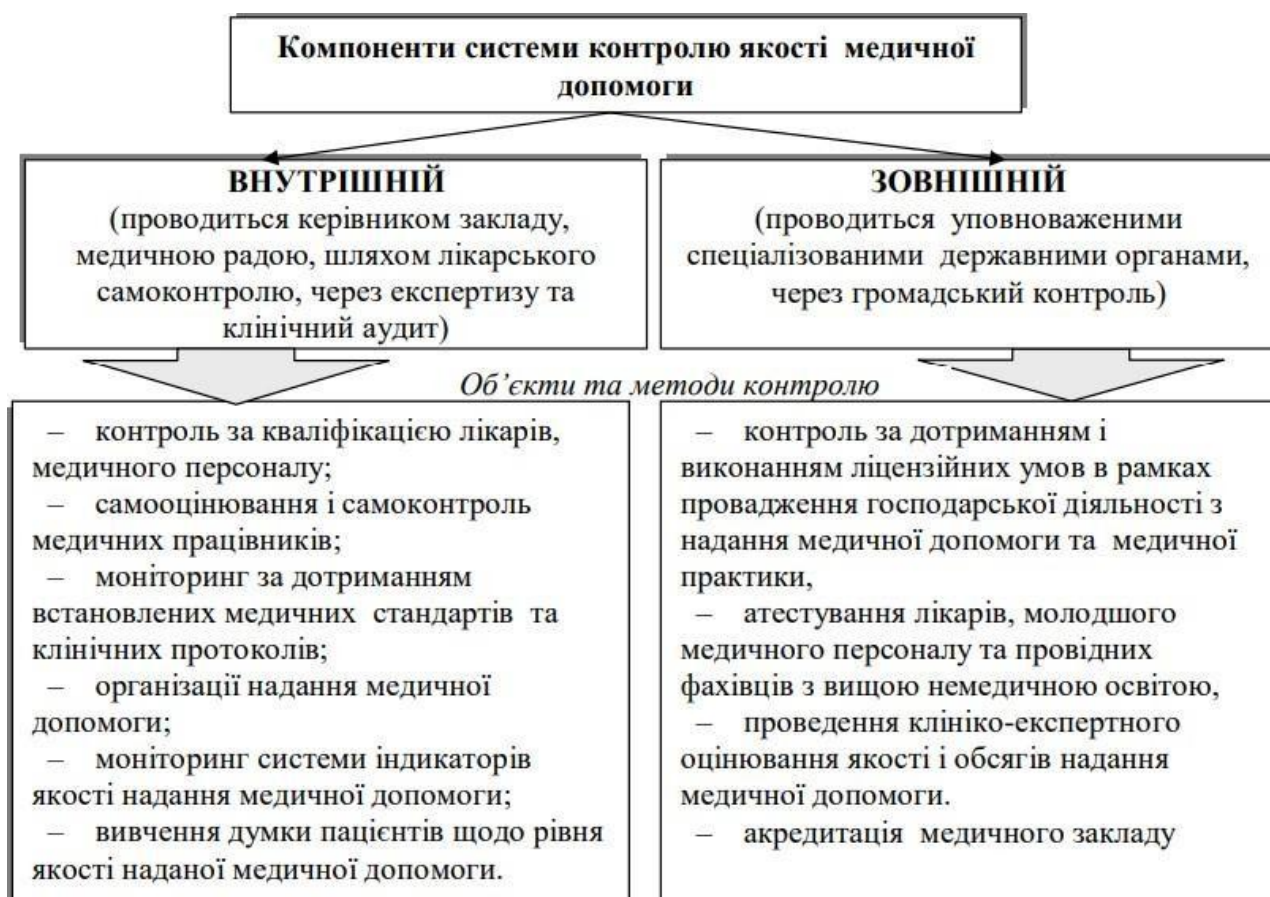 Компоненти системи контролю якості медичної
допомоги
ВНУТРІШНІЙ
(проводиться керівником закладу,
медичною радою, шляхом лікарського
самоконтролю, через експертизу та
клінічний аудит)
ЗОВНІШНІЙ
(проводиться уповноваженими
спеціалізованими державними органами,
через громадський контроль)
Об’єкти та методи контролю
– контроль за кваліфікацією лікарів,
медичного персоналу;
– самооцінювання і самоконтроль
медичних працівників;
– моніторинг за дотриманням
встановлених медичних стандартів та
клінічних протоколів;
– організації надання медичної
допомоги;
– моніторинг системи індикаторів
якості надання медичної допомоги;
– вивчення думки пацієнтів щодо рівня
якості наданої медичної допомоги.
– контроль за дотриманням і
виконанням ліцензійних умов в рамках
провадження господарської діяльності з
надання медичної допомоги та медичної
практики,
– атестування лікарів, молодшого
медичного персоналу та провідних
фахівців з вищою немедичною освітою,
– проведення клініко-експертного
оцінювання якості і обсягів надання
медичної допомоги.
– акредитація медичного закладу